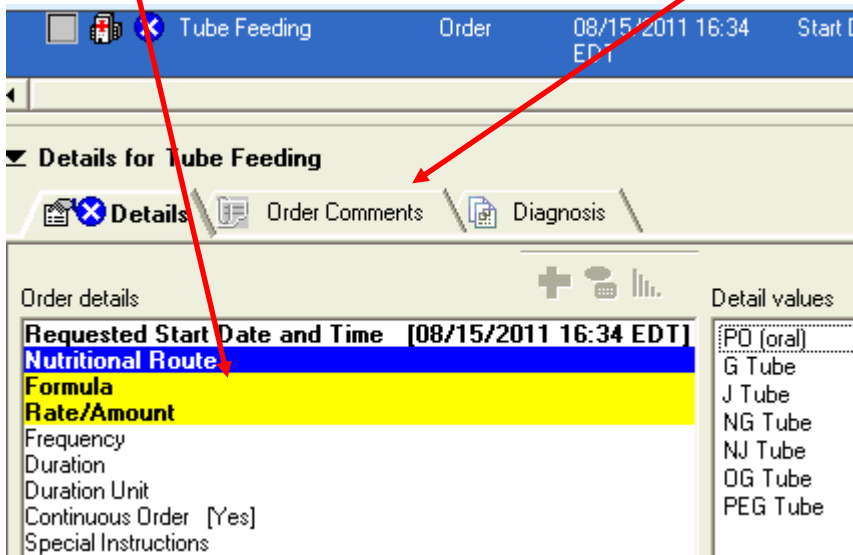 Tube Feeding Order 08/15/2011 16:34 Start
EDT
Details for Tube Feeding
Details Order Comments Diagnosis
Order details
Detail values
Requested Start Date and Time [08/15/2011 16:34 EDT]
Nutritional Route
Formula
Rate/Amount
Frequency
Duration
Duration Unit
Continuous Order [Yes]
Special Instructions
PO (oral)
G Tube
J Tube
NG Tube
NJ Tube
OG Tube
PEG Tube